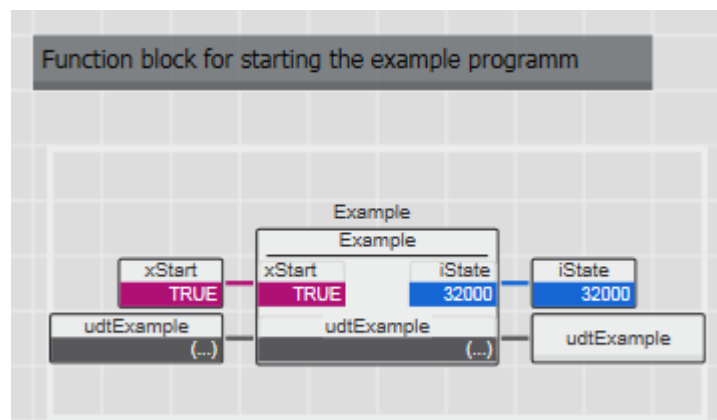 Function block for starting the example programm
Example
Example
xStart xStart iState iState
TRUE TRUE 32000 32000
udtExample udtExample udtExample
(...) (...)